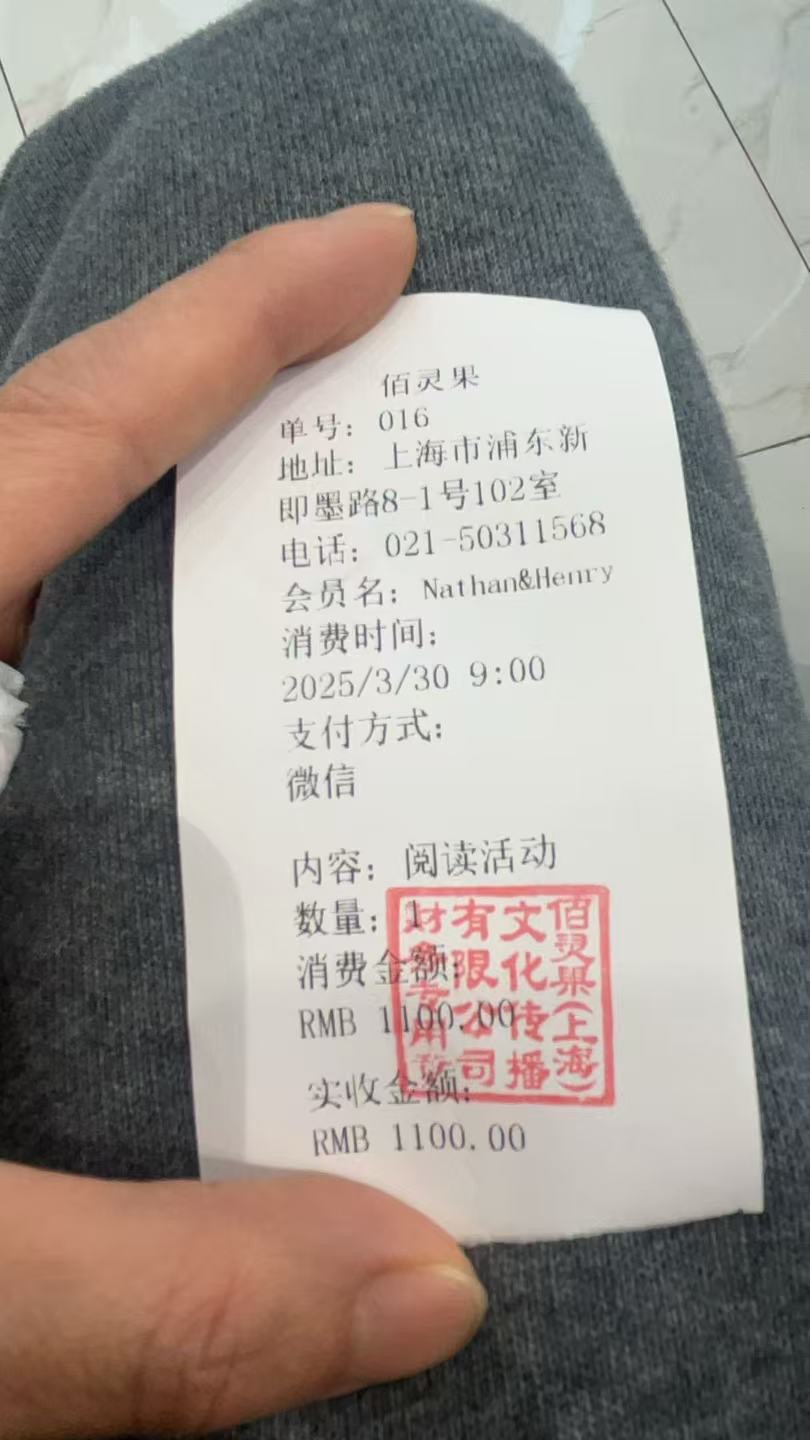 佰灵果
单号：016
地址：上海市浦东新
即墨路8-1号102室
电话：021-50311568
会员名：Nathan&Henry
消费时间：
2025/3/30 9:00
支付方式：
微信
内容：阅读活动
数量：1
消费金额：
RMB 1100.00
实收金额：
RMB 1100.00
佰灵果(上海)
文化传播
有限公司
财务专用章